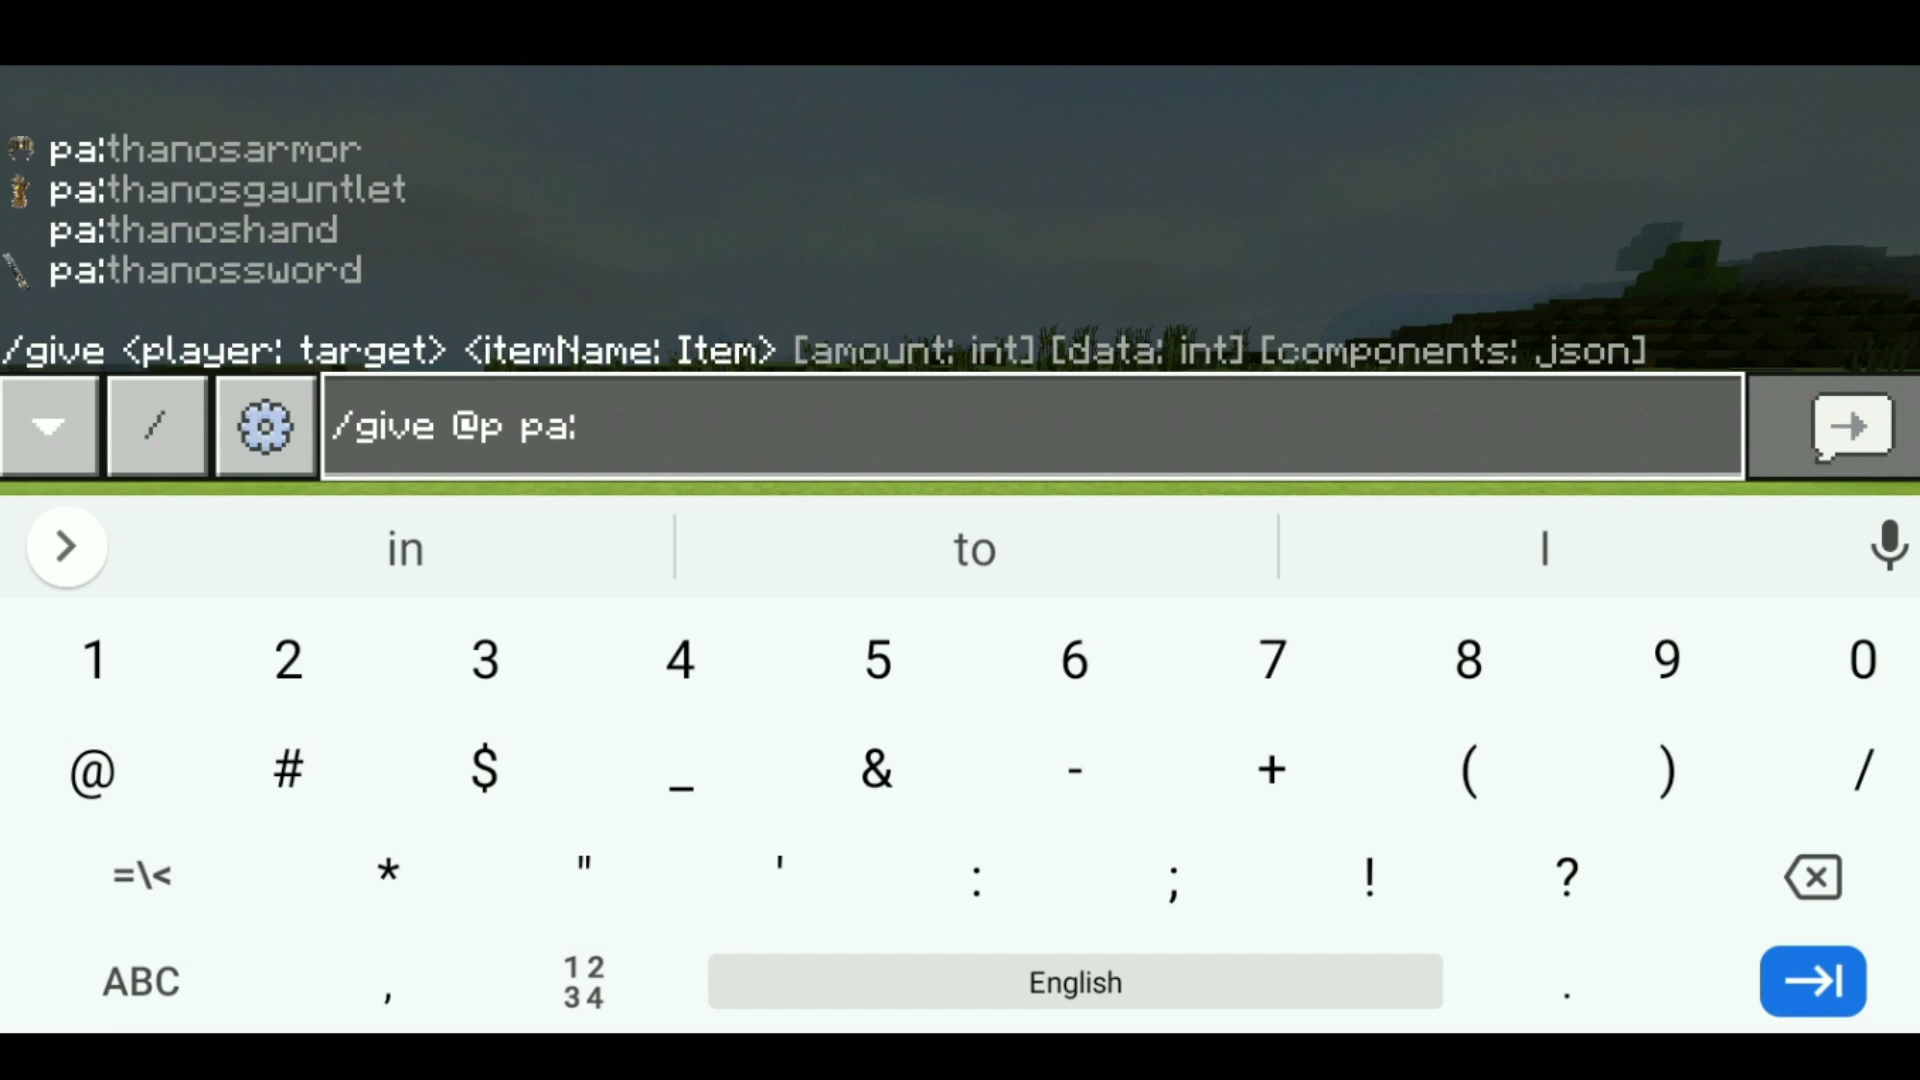 pa:thanosarmor
pa:thanosgauntlet
pa:thanoshand
pa:thanossword
/give <player: target> <itemName: Item> [amount: int] [data: int] [components: json]
/
/give @p pa:
in to I
1 2 3 4 5 6 7 8 9 0
@ # $ _ & - + ( ) /
=\< * " ' : ; ! ?
ABC , 12 English .
34